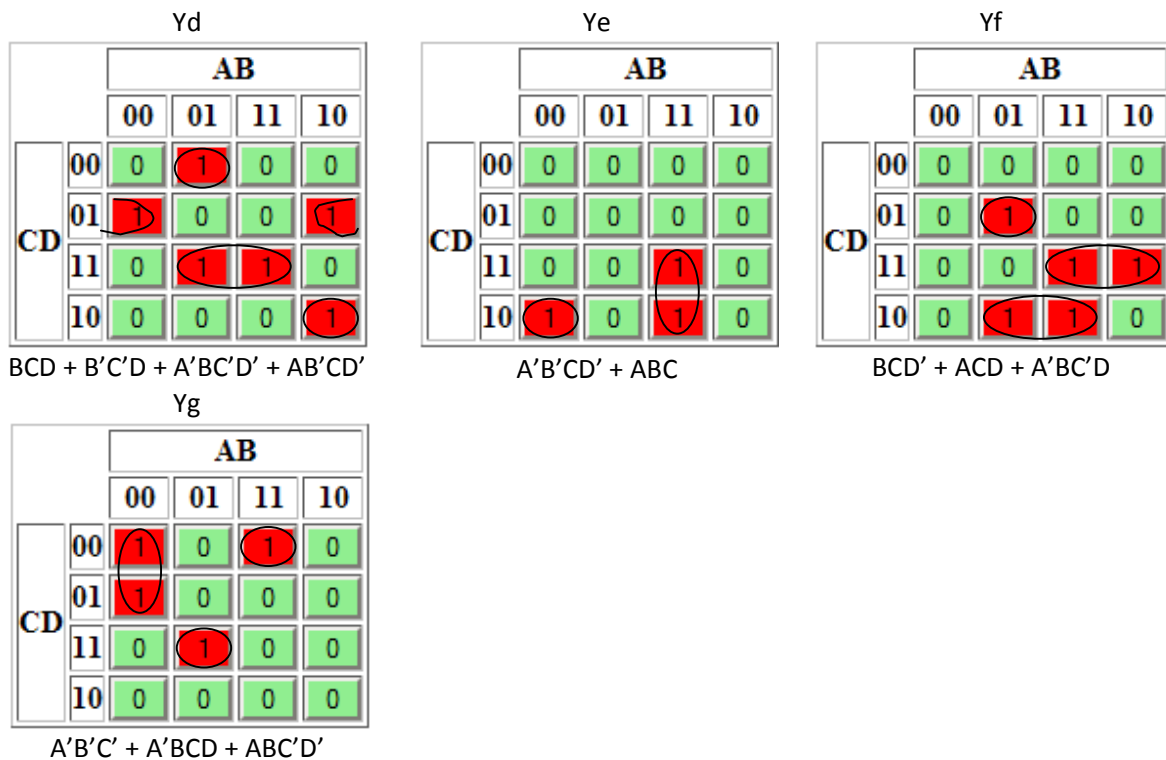 Yd
AB
00 01 11 10
00 0 1 0 0
01 1 0 0 1
CD
11 0 1 1 0
10 0 0 0 1
BCD + B’C’D + A’BC’D’ + AB’CD’
Ye
AB
00 01 11 10
00 0 0 0 0
01 0 0 0 0
CD
11 0 0 1 0
10 1 0 1 0
A’B’CD’ + ABC
Yf
AB
00 01 11 10
00 0 0 0 0
01 0 1 0 0
CD
11 0 0 1 1
10 0 1 1 0
BCD’ + ACD + A’BC’D
Yg
AB
00 01 11 10
00 1 0 1 0
01 1 0 0 0
CD
11 0 1 0 0
10 0 0 0 0
A’B’C’ + A’BCD + ABC’D’